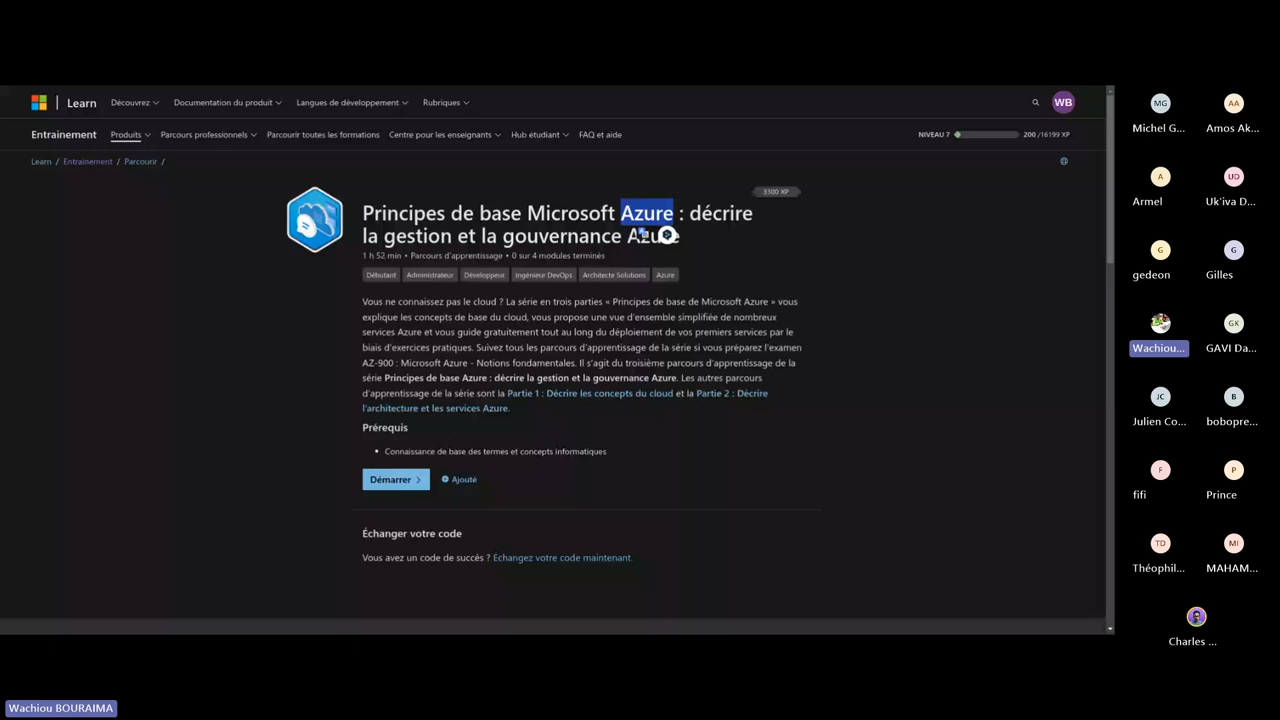 Learn
Découvrez
Documentation du produit
Langues de développement
Rubriques
WB
Entrainement
Produits
Parcours professionnels
Parcourir toutes les formations
Centre pour les enseignants
Hub étudiant
FAQ et aide
NIVEAU 7
200 /16199 XP
Learn / Entrainement / Parcourir /
3300 XP
Principes de base Microsoft Azure : décrire
la gestion et la gouvernance Azure
1 h 52 min • Parcours d'apprentissage • 0 sur 4 modules terminés
Débutant
Administrateur
Développeur
Ingénieur DevOps
Architecte Solutions
Azure
Vous ne connaissez pas le cloud ? La série en trois parties « Principes de base de Microsoft Azure » vous
explique les concepts de base du cloud, vous propose une vue d'ensemble simplifiée de nombreux
services Azure et vous guide gratuitement tout au long du déploiement de vos premiers services par le
biais d'exercices pratiques. Suivez tous les parcours d'apprentissage de la série si vous préparez l'examen
AZ-900 : Microsoft Azure - Notions fondamentales. Il s'agit du troisième parcours d'apprentissage de la
série Principes de base Azure : décrire la gestion et la gouvernance Azure. Les autres parcours
d'apprentissage de la série sont la Partie 1 : Décrire les concepts du cloud et la Partie 2 : Décrire
l'architecture et les services Azure.
Prérequis
• Connaissance de base des termes et concepts informatiques
Démarrer
Ajouté
Échanger votre code
Vous avez un code de succès ? Échangez votre code maintenant.
MG
AA
Michel G...
Amos Ak...
A
UD
Armel
Uk'iva D...
G
G
gedeon
Gilles
GK
Wachiou...
GAVI Da...
JC
B
Julien Co...
bobopre...
F
P
fifi
Prince
TD
MI
Théophil...
MAHAM...
Charles ...
Wachiou BOURAIMA